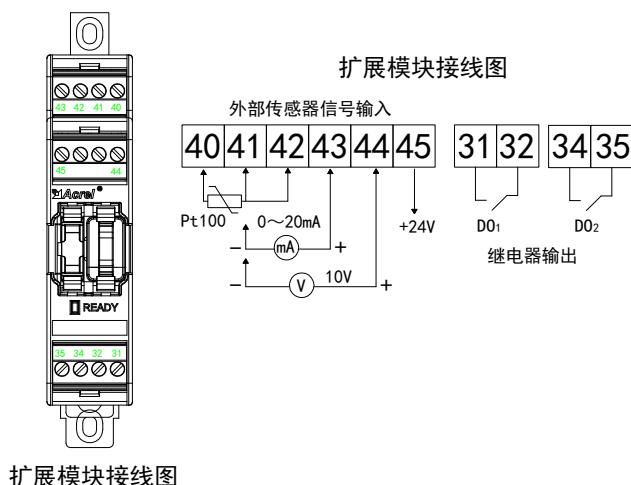 43 42 41 40
45 44
Acrel®
READY
35 34 32 31
扩展模块接线图
扩展模块接线图
外部传感器信号输入
40 41 42 43 44 45 31 32 34 35
Pt100 0～20mA +24V DO₁ DO₂
- mA +
- V 10V +
继电器输出